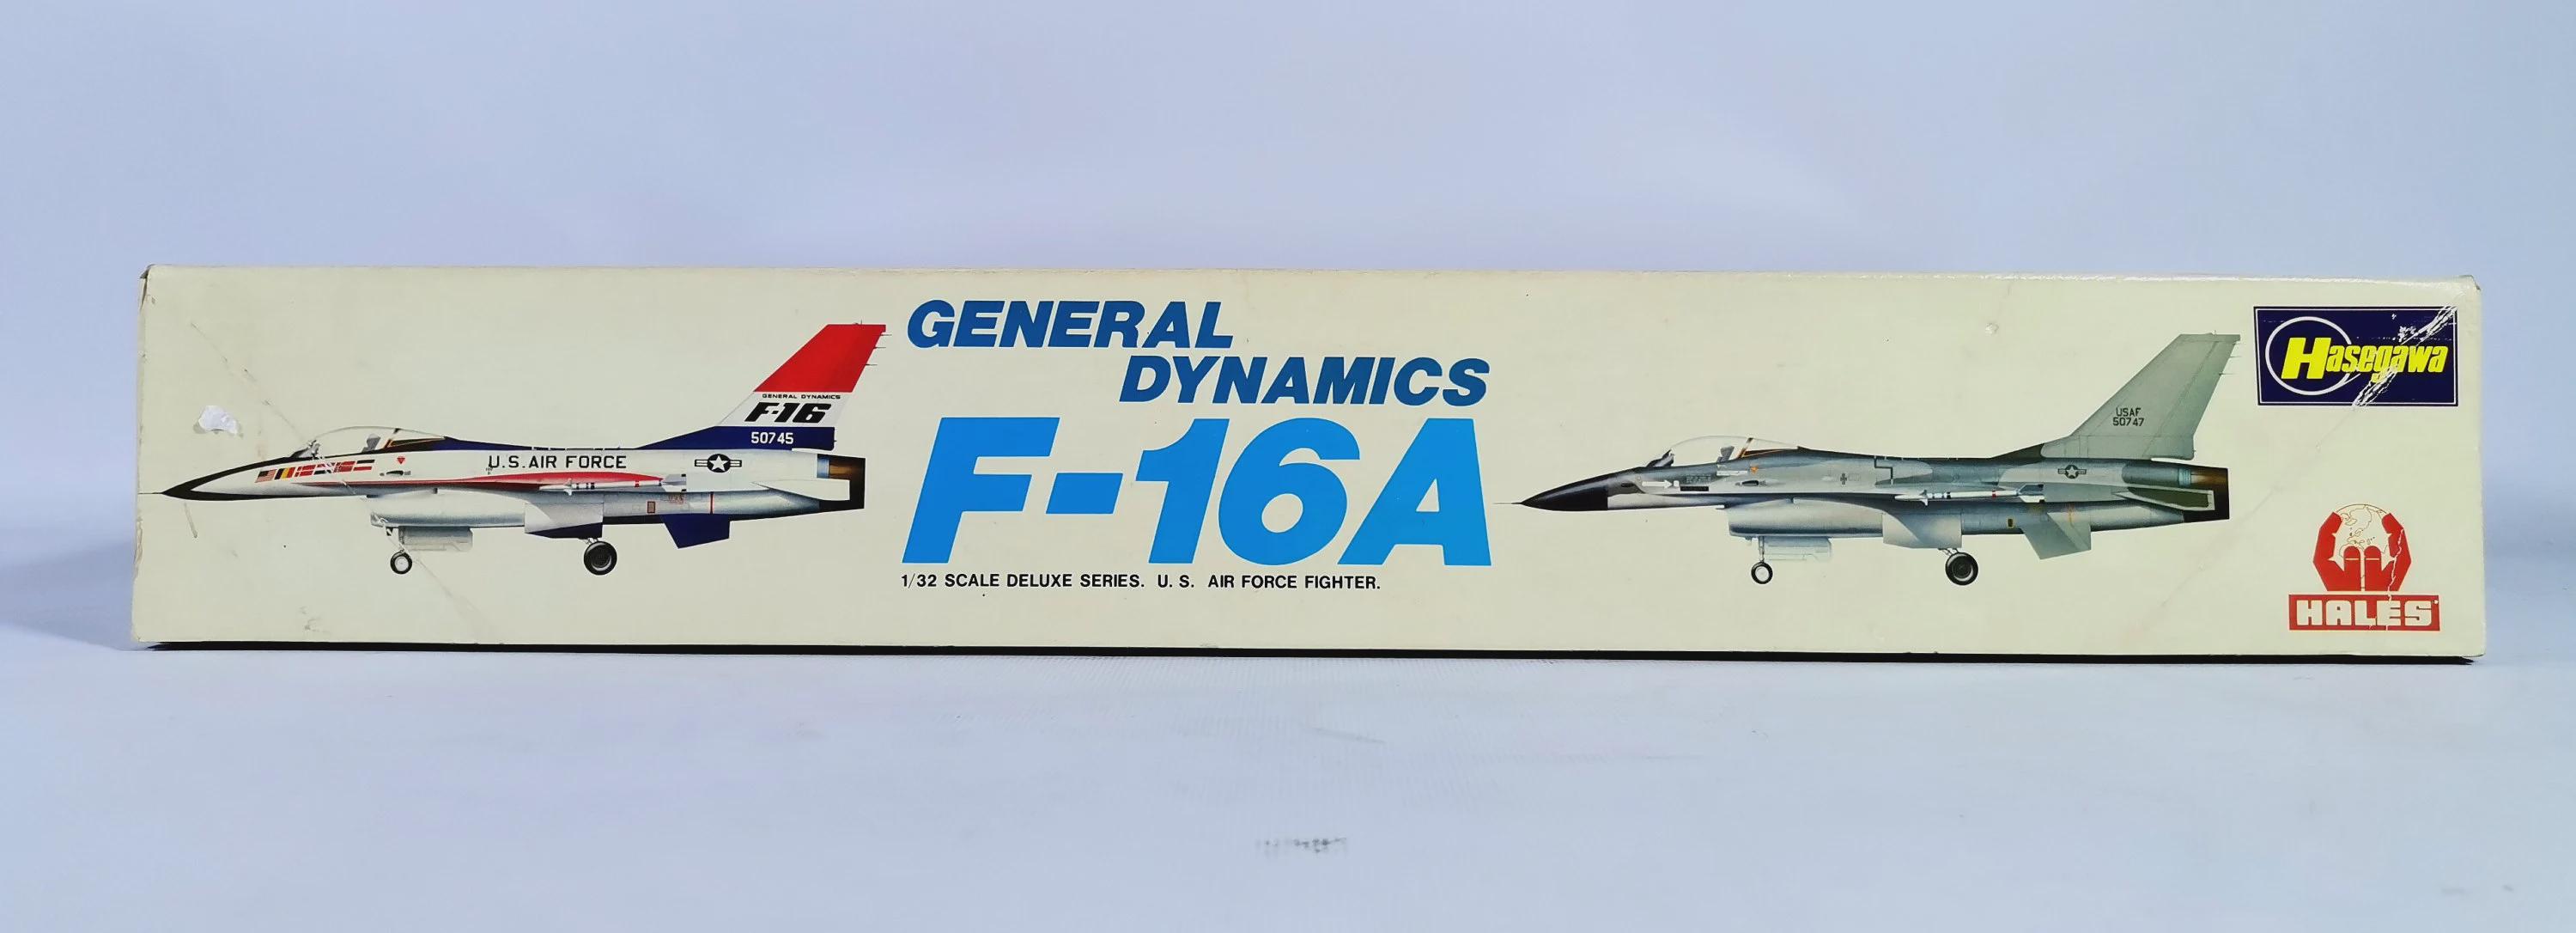 GENERAL
DYNAMICS
F-16A
1/32 SCALE DELUXE SERIES. U. S. AIR FORCE FIGHTER.
GENERAL DYNAMICS
F-16
50745
U.S. AIR FORCE
USAF
50747
Hasegawa
HALES